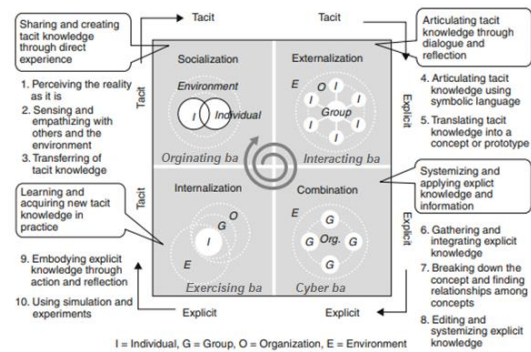 Sharing and creating
tacit knowledge
through direct
experience
Tacit
Tacit
Articulating tacit
knowledge through
dialogue and
reflection
1. Perceiving the reality
as it is
2. Sensing and
empathizing with
others and the
environment
3. Transferring of
tacit knowledge
Tacit
Socialization
Environment
I
Individual
Orginating ba
Externalization
E
O
I
I
I
I
I
I
Group
Interacting ba
Explicit
4. Articulating tacit
knowledge using
symbolic language
5. Translating tacit
knowledge into a
concept or prototype
Learning and
acquiring new tacit
knowledge in
practice
9. Embodying explicit
knowledge through
action and reflection
10. Using simulation and
experiments
Tacit
Internalization
O
G
I
E
Exercising ba
Combination
E
G
G
Org.
G
G
Cyber ba
Explicit
Systemizing and
applying explict
knowledge and
information
6. Gathering and
integrating explicit
knowledge
7. Breaking down the
concept and finding
relationships among
concepts
8. Editing and
systemizing explicit
knowledge
Explicit
Explicit
I = Individual, G = Group, O = Organization, E = Environment